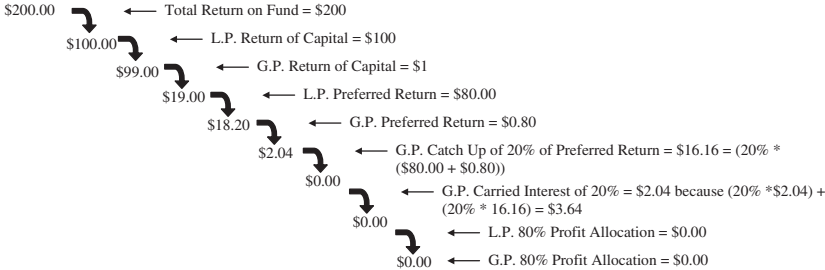 $200.00 Total Return on Fund = $200
$100.00 L.P. Return of Capital = $100
$99.00 G.P. Return of Capital = $1
$19.00 L.P. Preferred Return = $80.00
$18.20 G.P. Preferred Return = $0.80
$2.04 G.P. Catch Up of 20% of Preferred Return = $16.16 = (20% *
($80.00 + $0.80))
$0.00
G.P. Carried Interest of 20% = $2.04 because (20% *$2.04) +
(20% * 16.16) = $3.64
$0.00
L.P. 80% Profit Allocation = $0.00
$0.00 G.P. 80% Profit Allocation = $0.00